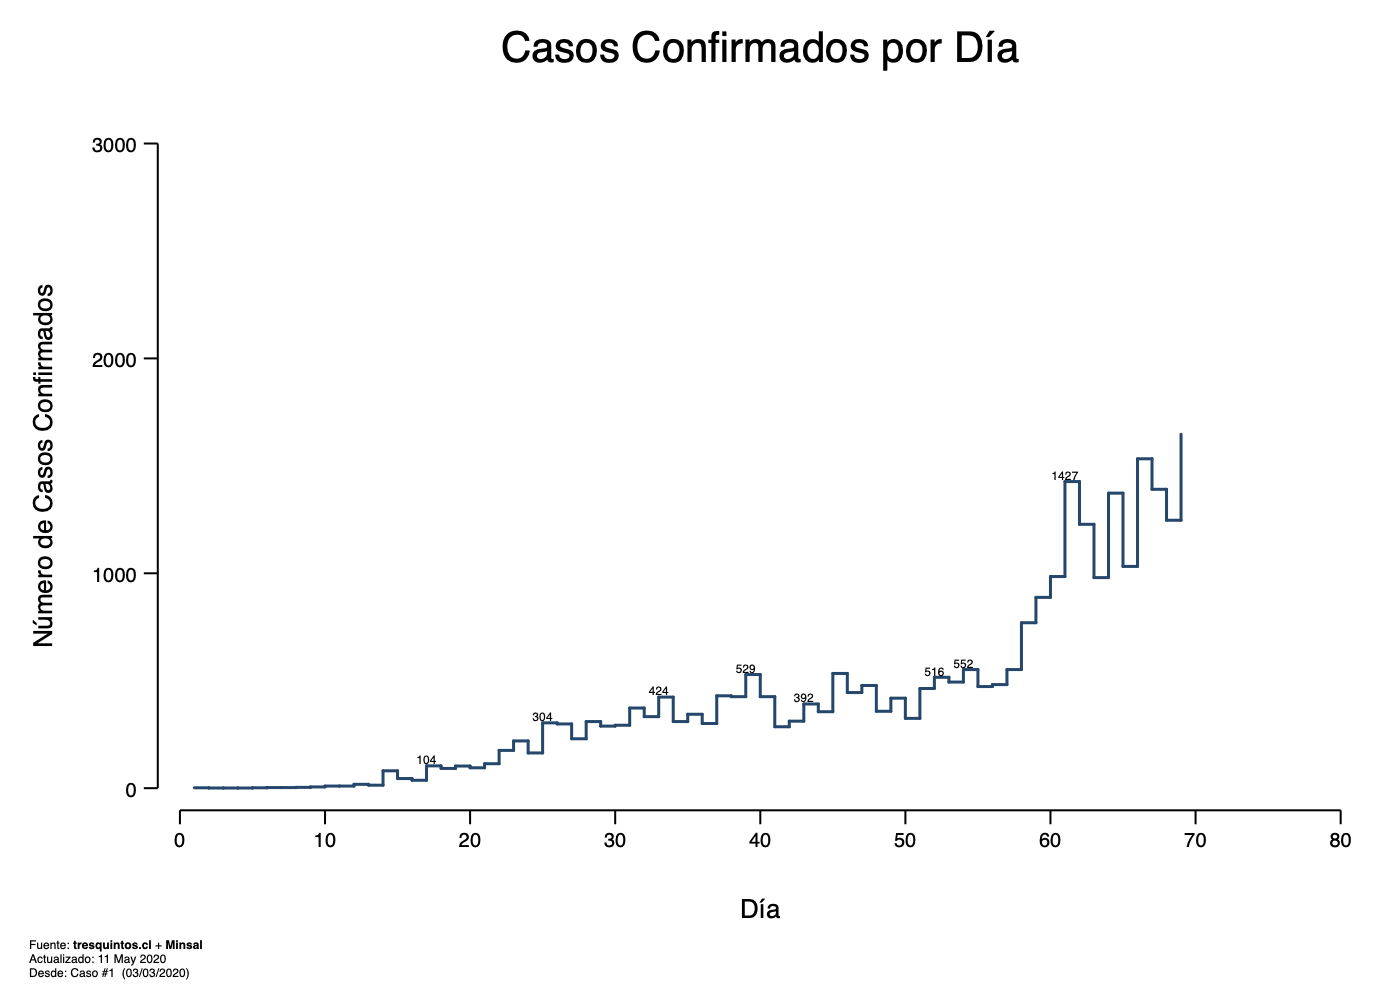 Casos Confirmados por Día
Número de Casos Confirmados
3000
2000
1000
0
1427
552
516
529
392
424
304
104
0 10 20 30 40 50 60 70 80
Día
Fuente: tresquintos.cl + Minsal
Actualizado: 11 May 2020
Desde: Caso #1 (03/03/2020)